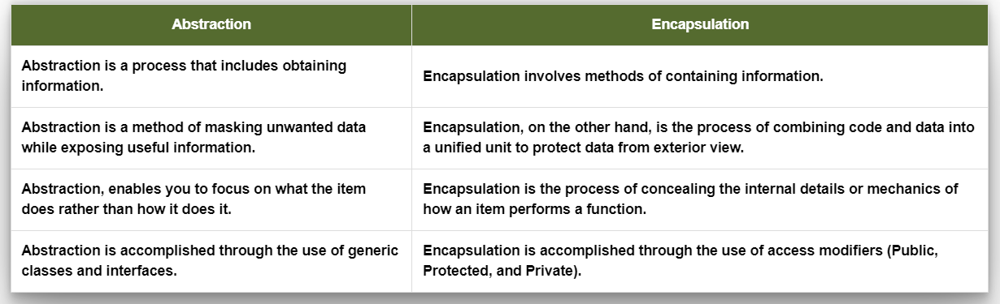 Abstraction
Encapsulation
Abstraction is a process that includes obtaining
information.
Encapsulation involves methods of containing information.
Abstraction is a method of masking unwanted data
while exposing useful information.
Encapsulation, on the other hand, is the process of combining code and data into
a unified unit to protect data from exterior view.
Abstraction, enables you to focus on what the item
does rather than how it does it.
Encapsulation is the process of concealing the internal details or mechanics of
how an item performs a function.
Abstraction is accomplished through the use of generic
classes and interfaces.
Encapsulation is accomplished through the use of access modifiers (Public,
Protected, and Private).